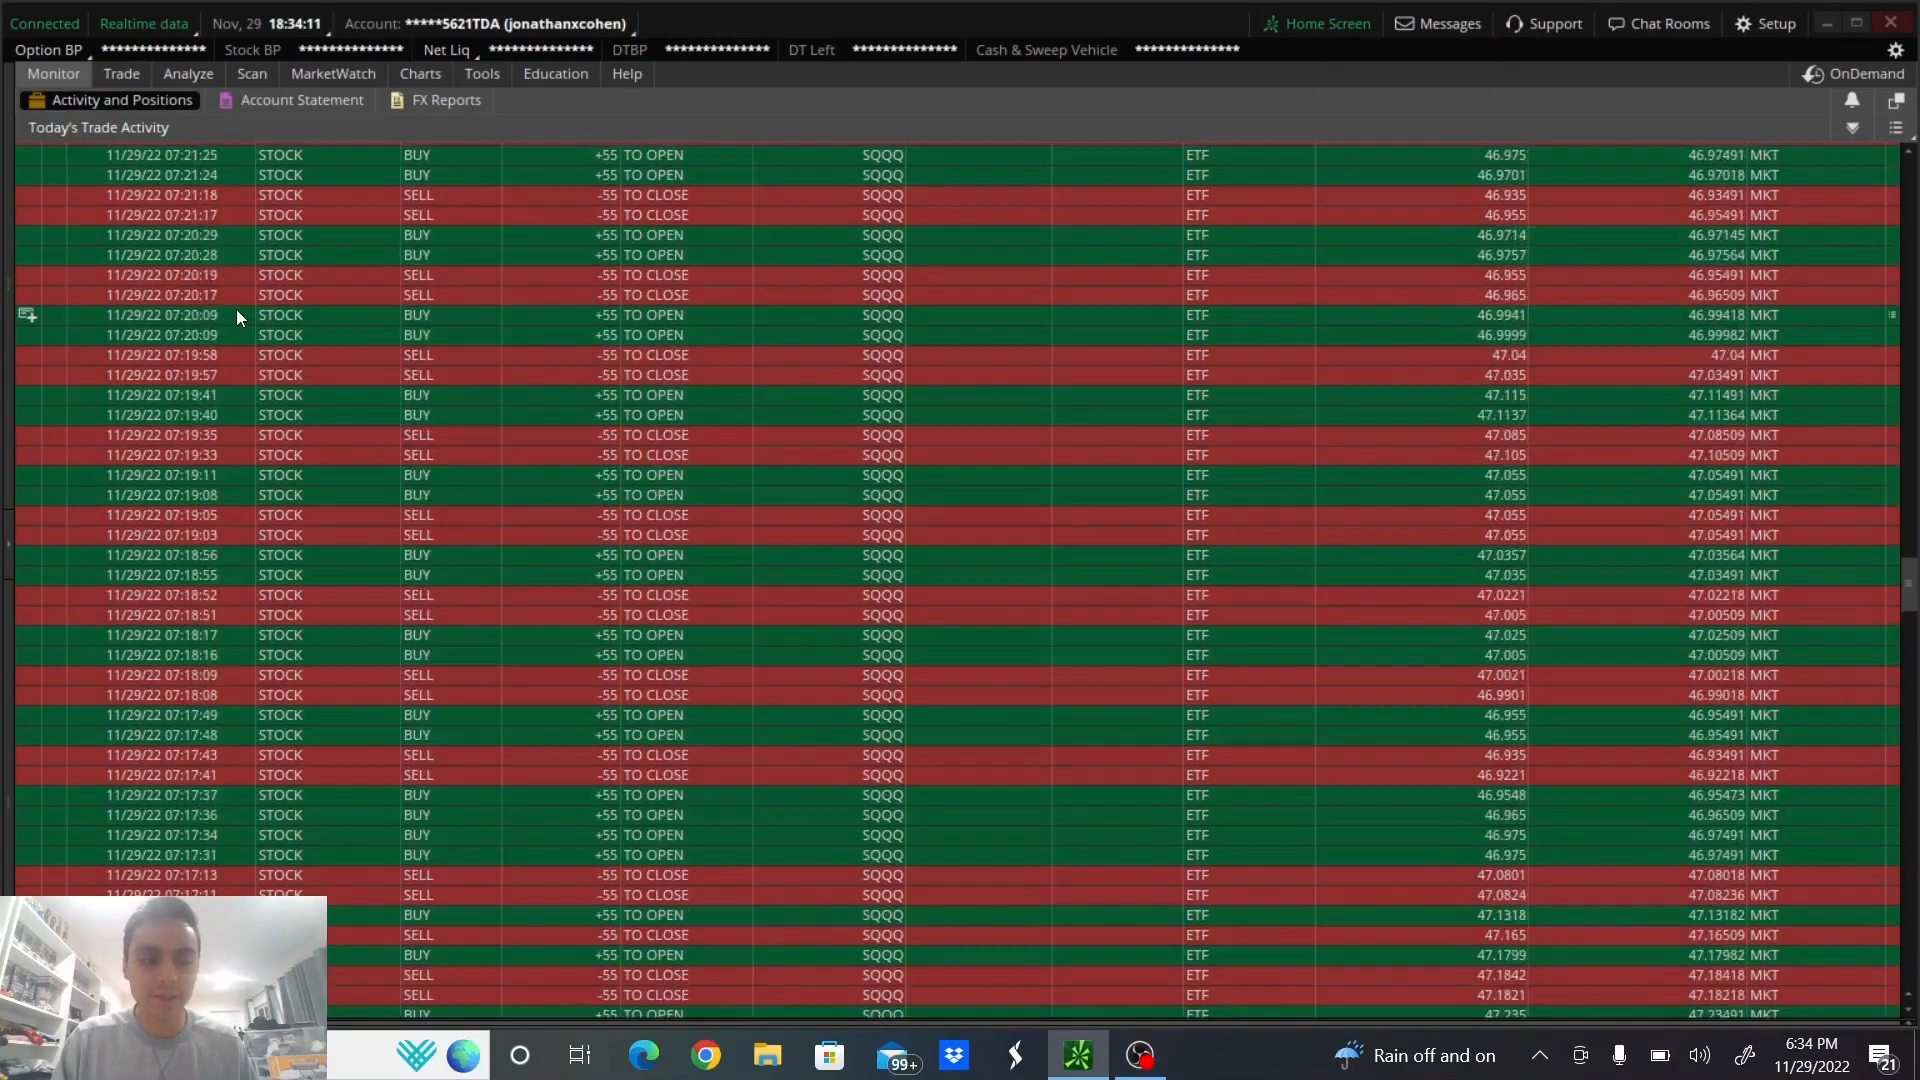 Connected Realtime data Nov, 29 18:34:11 Account: *****5621TDA (jonathanxcohen) Home Screen Messages Support Chat Rooms Setup
Option BP ************** Stock BP ************** Net Liq ************** DTBP ************** DT Left ************** Cash & Sweep Vehicle **************
Monitor Trade Analyze Scan MarketWatch Charts Tools Education Help OnDemand
Activity and Positions Account Statement FX Reports
Today's Trade Activity
11/29/22 07:21:25 STOCK BUY +55 TO OPEN SQQQ ETF 46.975 46.97491 MKT
11/29/22 07:21:24 STOCK BUY +55 TO OPEN SQQQ ETF 46.9701 46.97018 MKT
11/29/22 07:21:18 STOCK SELL -55 TO CLOSE SQQQ ETF 46.935 46.93491 MKT
11/29/22 07:21:17 STOCK SELL -55 TO CLOSE SQQQ ETF 46.955 46.95491 MKT
11/29/22 07:20:29 STOCK BUY +55 TO OPEN SQQQ ETF 46.9714 46.97145 MKT
11/29/22 07:20:28 STOCK BUY +55 TO OPEN SQQQ ETF 46.9757 46.97564 MKT
11/29/22 07:20:19 STOCK SELL -55 TO CLOSE SQQQ ETF 46.955 46.95491 MKT
11/29/22 07:20:17 STOCK SELL -55 TO CLOSE SQQQ ETF 46.965 46.96509 MKT
11/29/22 07:20:09 STOCK BUY +55 TO OPEN SQQQ ETF 46.9941 46.99418 MKT
11/29/22 07:20:09 STOCK BUY +55 TO OPEN SQQQ ETF 46.9999 46.99982 MKT
11/29/22 07:19:58 STOCK SELL -55 TO CLOSE SQQQ ETF 47.04 47.04 MKT
11/29/22 07:19:57 STOCK SELL -55 TO CLOSE SQQQ ETF 47.035 47.03491 MKT
11/29/22 07:19:41 STOCK BUY +55 TO OPEN SQQQ ETF 47.115 47.11491 MKT
11/29/22 07:19:40 STOCK BUY +55 TO OPEN SQQQ ETF 47.1137 47.11364 MKT
11/29/22 07:19:35 STOCK SELL -55 TO CLOSE SQQQ ETF 47.085 47.08509 MKT
11/29/22 07:19:33 STOCK SELL -55 TO CLOSE SQQQ ETF 47.105 47.10509 MKT
11/29/22 07:19:11 STOCK BUY +55 TO OPEN SQQQ ETF 47.055 47.05491 MKT
11/29/22 07:19:08 STOCK BUY +55 TO OPEN SQQQ ETF 47.055 47.05491 MKT
11/29/22 07:19:05 STOCK SELL -55 TO CLOSE SQQQ ETF 47.055 47.05491 MKT
11/29/22 07:19:03 STOCK SELL -55 TO CLOSE SQQQ ETF 47.055 47.05491 MKT
11/29/22 07:18:56 STOCK BUY +55 TO OPEN SQQQ ETF 47.0357 47.03564 MKT
11/29/22 07:18:55 STOCK BUY +55 TO OPEN SQQQ ETF 47.035 47.03491 MKT
11/29/22 07:18:52 STOCK SELL -55 TO CLOSE SQQQ ETF 47.0221 47.02218 MKT
11/29/22 07:18:51 STOCK SELL -55 TO CLOSE SQQQ ETF 47.005 47.00509 MKT
11/29/22 07:18:17 STOCK BUY +55 TO OPEN SQQQ ETF 47.025 47.02509 MKT
11/29/22 07:18:16 STOCK BUY +55 TO OPEN SQQQ ETF 47.005 47.00509 MKT
11/29/22 07:18:09 STOCK SELL -55 TO CLOSE SQQQ ETF 47.0021 47.00218 MKT
11/29/22 07:18:08 STOCK SELL -55 TO CLOSE SQQQ ETF 46.9901 46.99018 MKT
11/29/22 07:17:49 STOCK BUY +55 TO OPEN SQQQ ETF 46.955 46.95491 MKT
11/29/22 07:17:48 STOCK BUY +55 TO OPEN SQQQ ETF 46.955 46.95491 MKT
11/29/22 07:17:43 STOCK SELL -55 TO CLOSE SQQQ ETF 46.935 46.93491 MKT
11/29/22 07:17:41 STOCK SELL -55 TO CLOSE SQQQ ETF 46.9221 46.92218 MKT
11/29/22 07:17:37 STOCK BUY +55 TO OPEN SQQQ ETF 46.9548 46.95473 MKT
11/29/22 07:17:36 STOCK BUY +55 TO OPEN SQQQ ETF 46.965 46.96509 MKT
11/29/22 07:17:34 STOCK BUY +55 TO OPEN SQQQ ETF 46.975 46.97491 MKT
11/29/22 07:17:31 STOCK BUY +55 TO OPEN SQQQ ETF 46.975 46.97491 MKT
11/29/22 07:17:13 STOCK SELL -55 TO CLOSE SQQQ ETF 47.0801 47.08018 MKT
11/29/22 07:17:11 STOCK SELL -55 TO CLOSE SQQQ ETF 47.0824 47.08236 MKT
BUY +55 TO OPEN SQQQ ETF 47.1318 47.13182 MKT
SELL -55 TO CLOSE SQQQ ETF 47.165 47.16509 MKT
BUY +55 TO OPEN SQQQ ETF 47.1799 47.17982 MKT
SELL -55 TO CLOSE SQQQ ETF 47.1842 47.18418 MKT
SELL -55 TO CLOSE SQQQ ETF 47.1821 47.18218 MKT
BUY +55 TO OPEN SQQQ ETF 47.235 47.23491 MKT
99+ Rain off and on 6:34 PM
11/29/2022 21